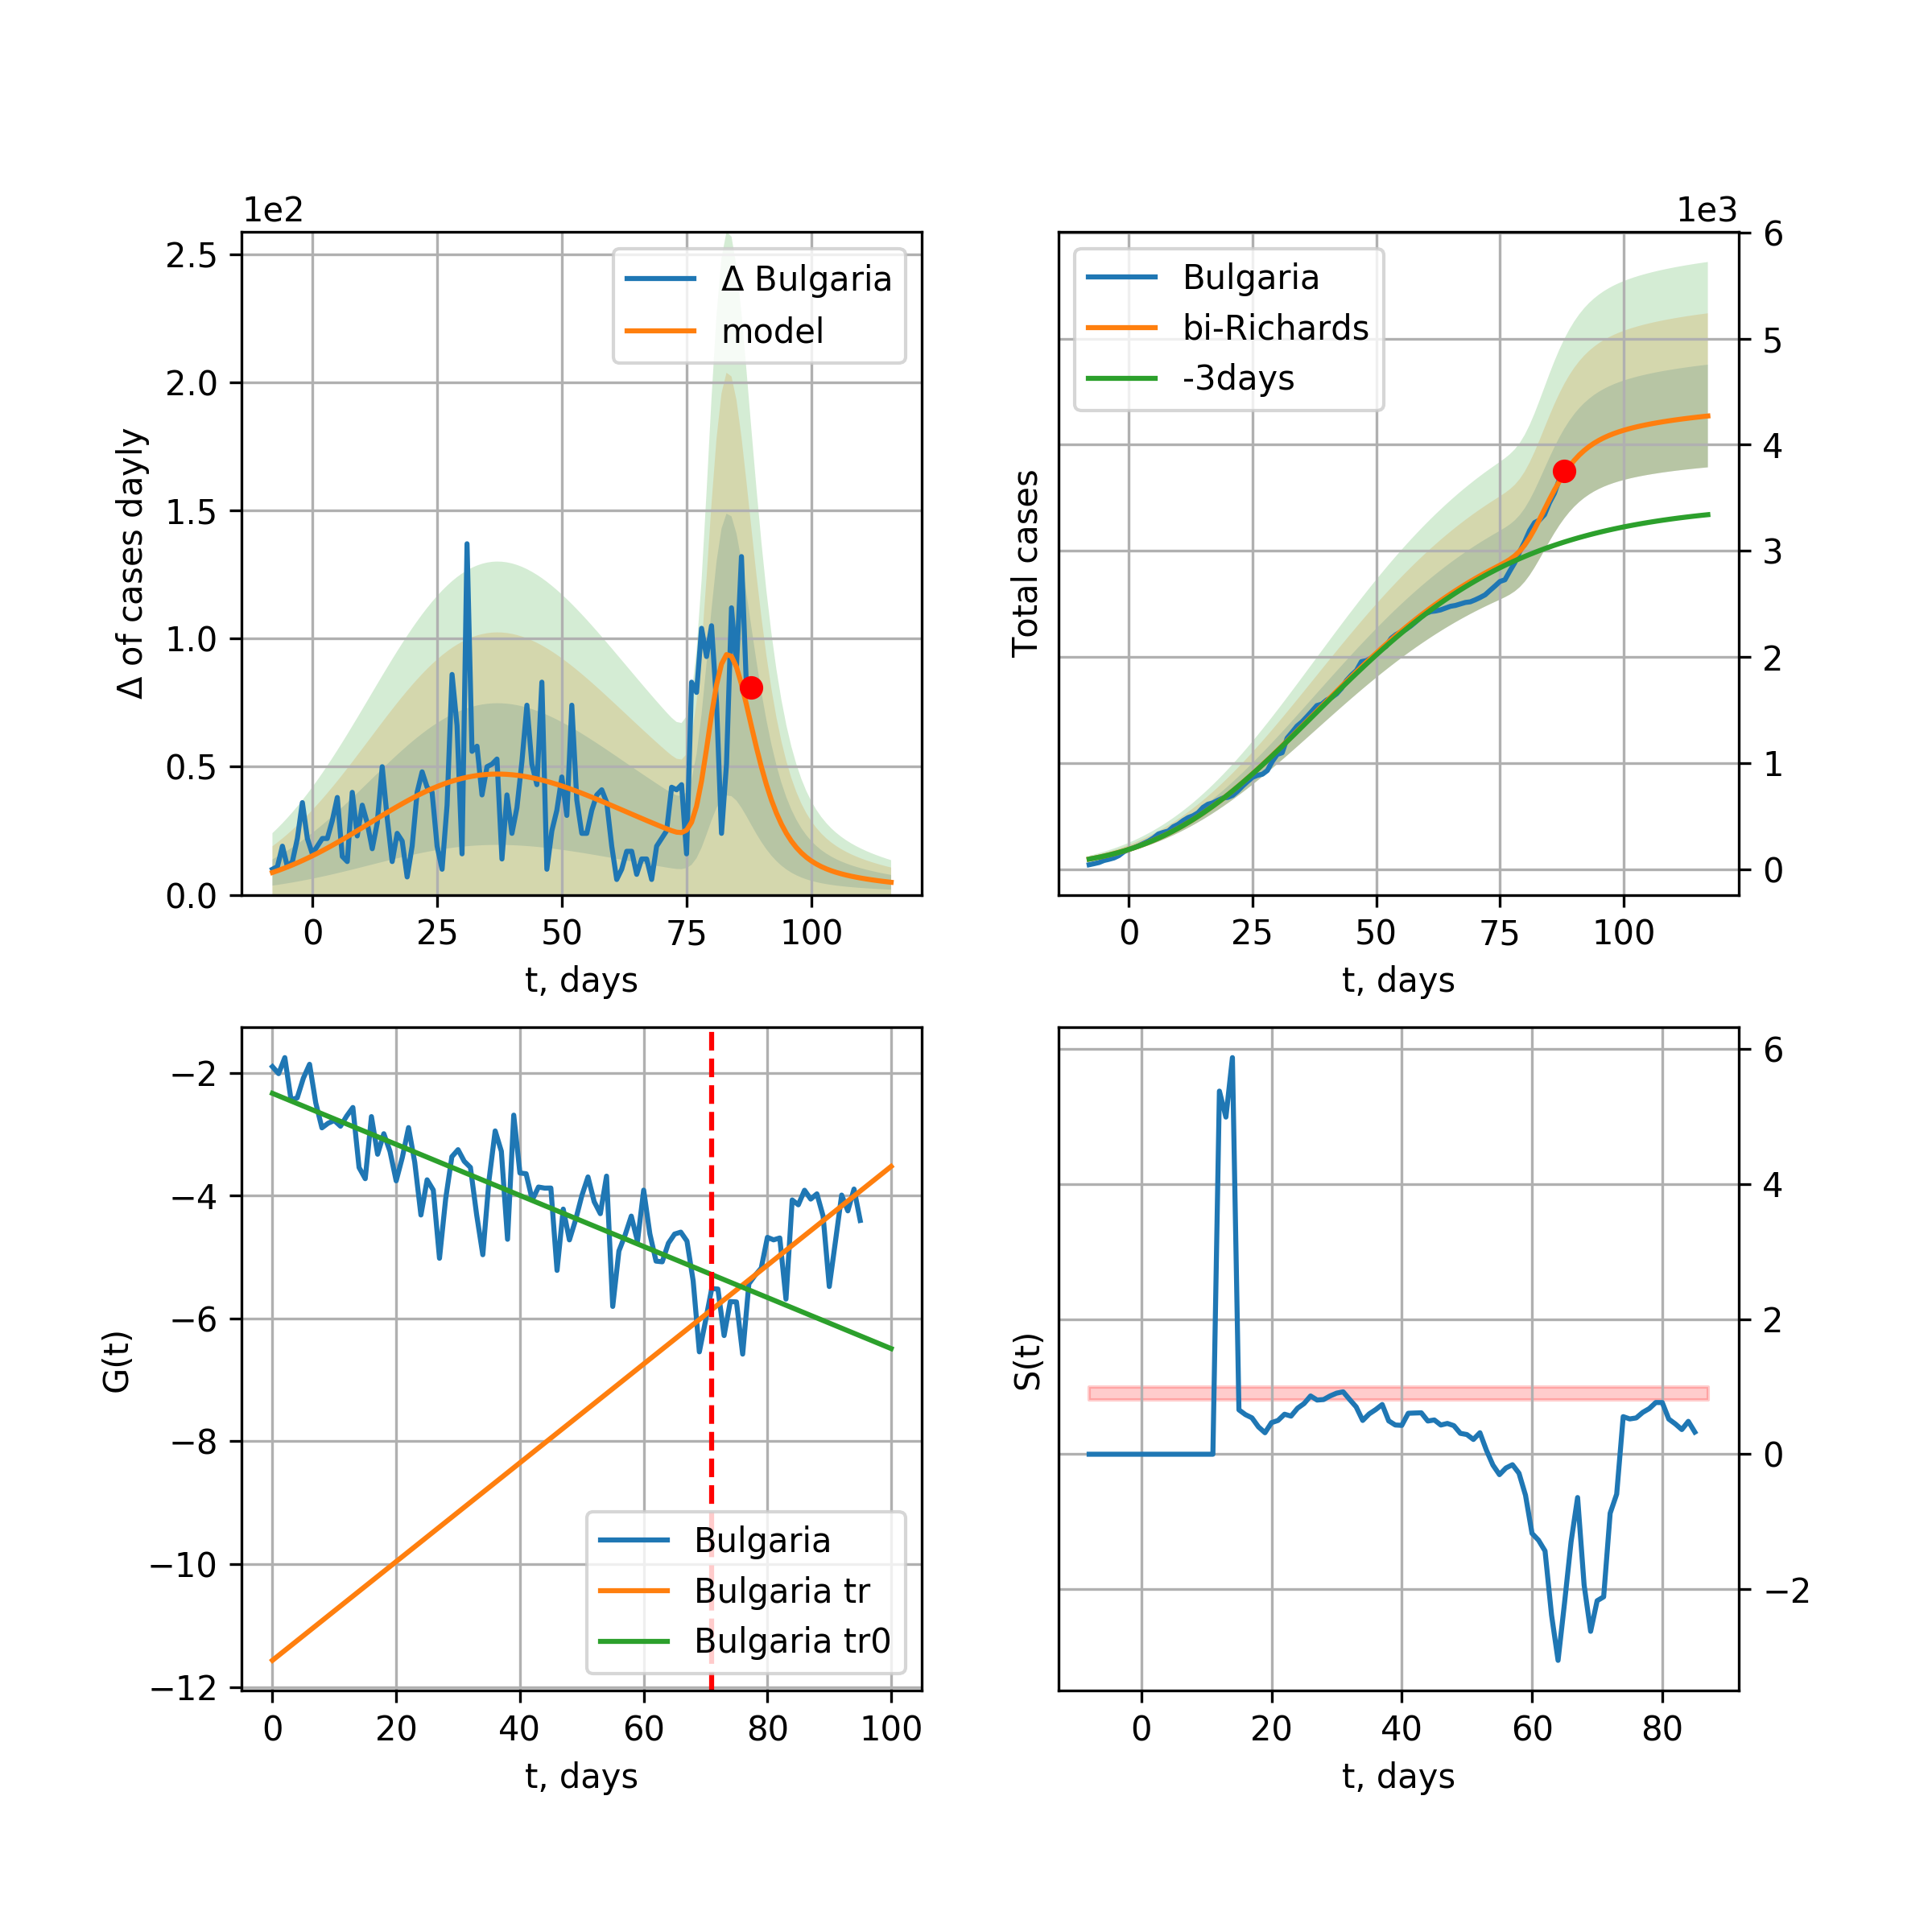 1e2
2.5
2.0
1.5
1.0
0.5
0.0
Δ of cases dayly
Δ Bulgaria
model
0 25 50 75 100
t, days
1e3
6
5
4
3
2
1
0
Total cases
Bulgaria
bi-Richards
-3days
0 25 50 75 100
t, days
−2
−4
−6
−8
−10
−12
G(t)
Bulgaria
Bulgaria tr
Bulgaria tr0
0 20 40 60 80 100
t, days
6
4
2
0
−2
S(t)
0 20 40 60 80
t, days